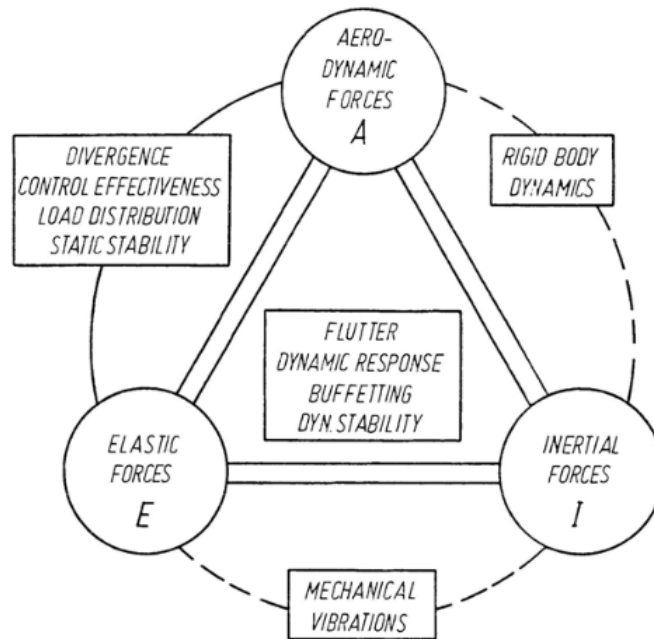 AERO-
DYNAMIC
FORCES
A
DIVERGENCE
CONTROL EFFECTIVENESS
LOAD DISTRIBUTION
STATIC STABILITY
RIGID BODY
DYNAMICS
FLUTTER
DYNAMIC RESPONSE
BUFFETTING
DYN. STABILITY
ELASTIC
FORCES
E
INERTIAL
FORCES
I
MECHANICAL
VIBRATIONS